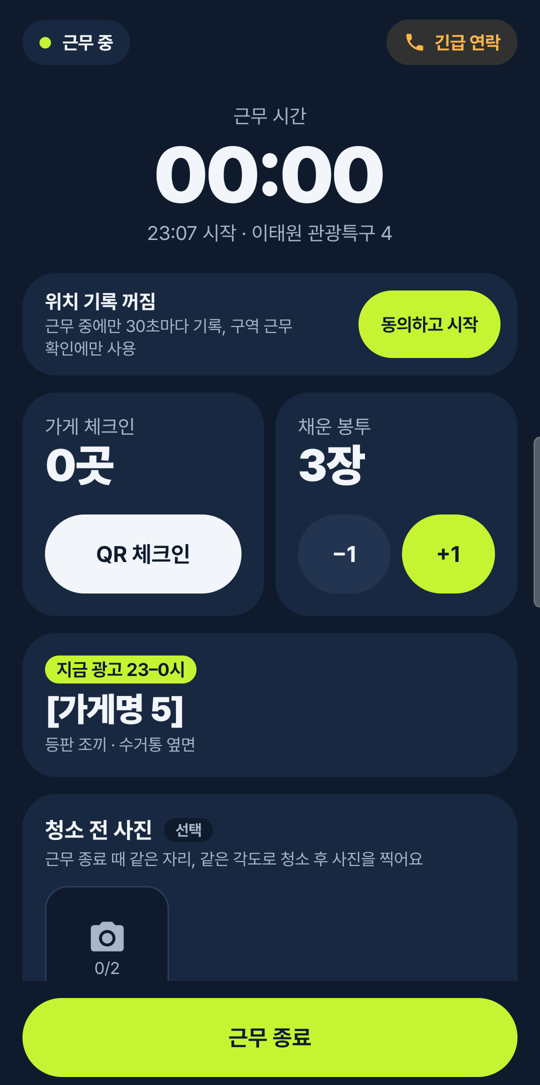 근무 중
긴급 연락
근무 시간
00:00
23:07 시작 · 이태원 관광특구 4
위치 기록 꺼짐
근무 중에만 30초마다 기록, 구역 근무
확인에만 사용
동의하고 시작
가게 체크인
0곳
QR 체크인
채운 봉투
3장
−1
+1
지금 광고 23–0시
[가게명 5]
등판 조끼 · 수거통 옆면
청소 전 사진
선택
근무 종료 때 같은 자리, 같은 각도로 청소 후 사진을 찍어요
0/2
근무 종료